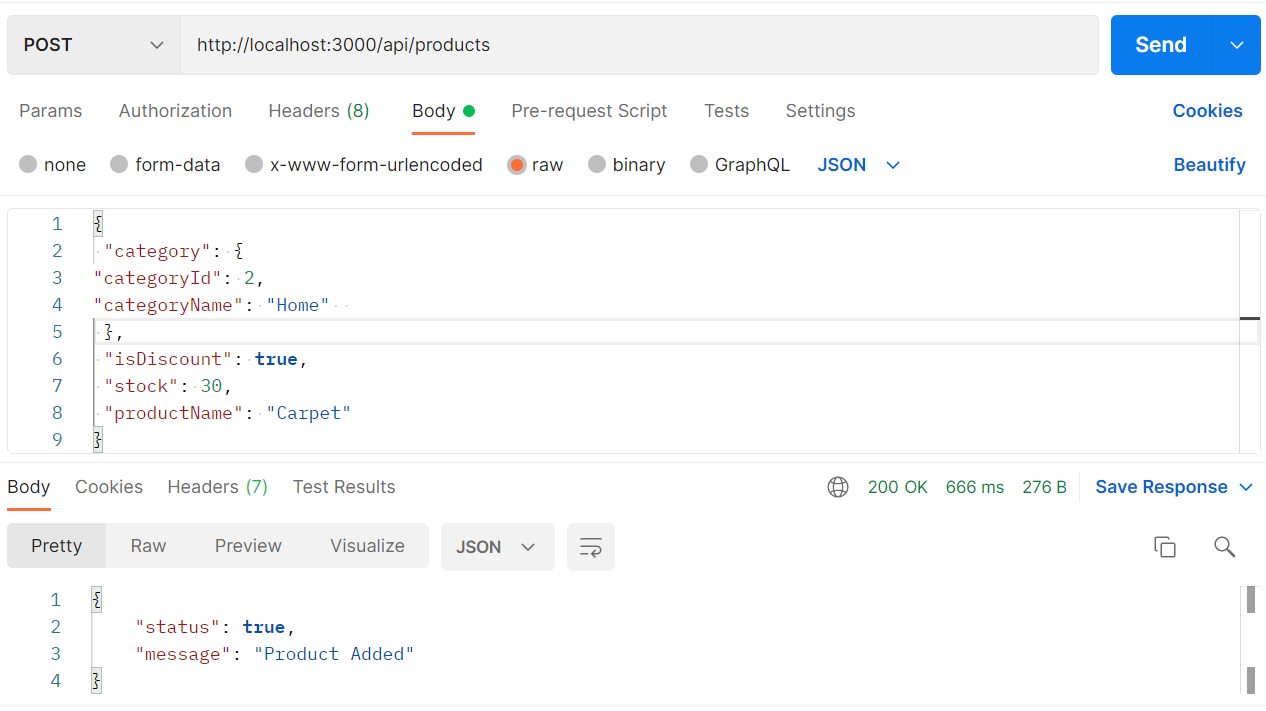 POST http://localhost:3000/api/products Send
Params Authorization Headers (8) Body Pre-request Script Tests Settings Cookies
none form-data x-www-form-urlencoded raw binary GraphQL JSON Beautify
1 {
2 "category": {
3 "categoryId": 2,
4 "categoryName": "Home"
5 },
6 "isDiscount": true,
7 "stock": 30,
8 "productName": "Carpet"
9 }
Body Cookies Headers (7) Test Results 200 OK 666 ms 276 B Save Response
Pretty Raw Preview Visualize JSON
1 {
2 "status": true,
3 "message": "Product Added"
4 }